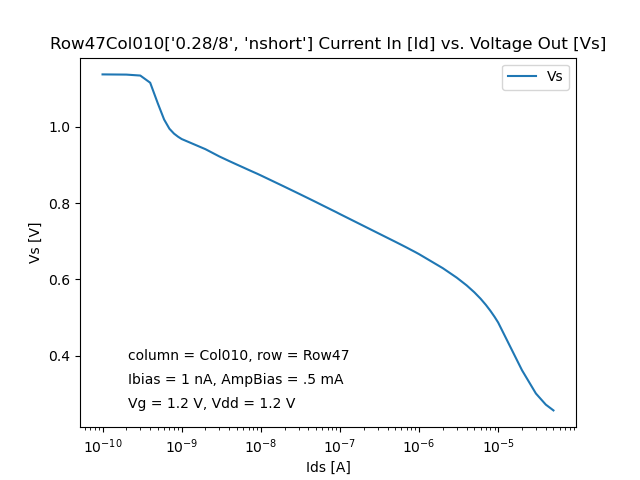 Row47Col010['0.28/8', 'nshort'] Current In [Id] vs. Voltage Out [Vs]
Vs
1.0
0.8
0.6
0.4
Vs [V]
column = Col010, row = Row47
Ibias = 1 nA, AmpBias = .5 mA
Vg = 1.2 V, Vdd = 1.2 V
10⁻¹⁰ 10⁻⁹ 10⁻⁸ 10⁻⁷ 10⁻⁶ 10⁻⁵
Ids [A]